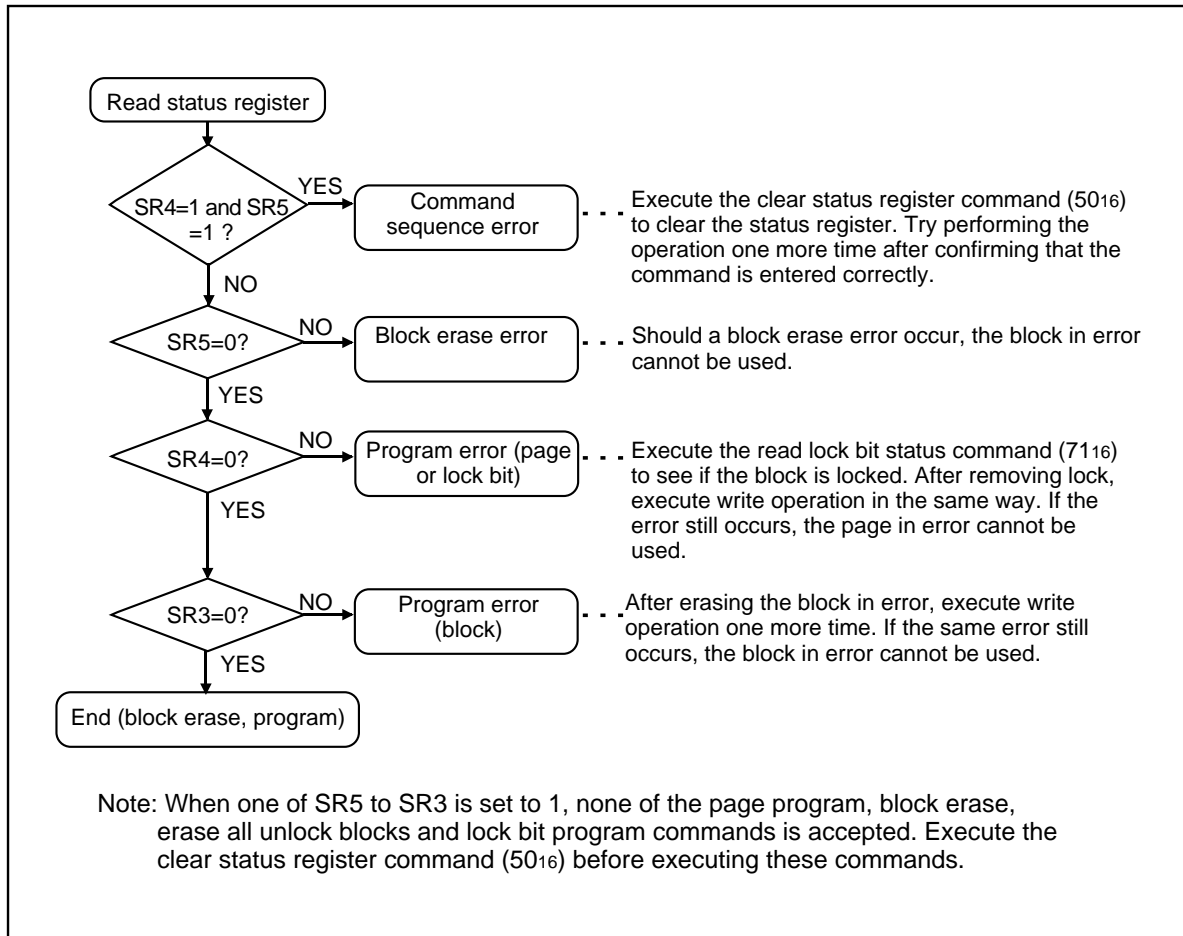 Read status register
SR4=1 and SR5
=1 ?
YES
Command
sequence error
Execute the clear status register command (5016)
to clear the status register. Try performing the
operation one more time after confirming that the
command is entered correctly.
NO
SR5=0?
NO
Block erase error
Should a block erase error occur, the block in error
cannot be used.
YES
SR4=0?
NO
Program error (page
or lock bit)
Execute the read lock bit status command (7116)
to see if the block is locked. After removing lock,
execute write operation in the same way. If the
error still occurs, the page in error cannot be
used.
YES
SR3=0?
NO
Program error
(block)
After erasing the block in error, execute write
operation one more time. If the same error still
occurs, the block in error cannot be used.
YES
End (block erase, program)
Note: When one of SR5 to SR3 is set to 1, none of the page program, block erase,
erase all unlock blocks and lock bit program commands is accepted. Execute the
clear status register command (5016) before executing these commands.